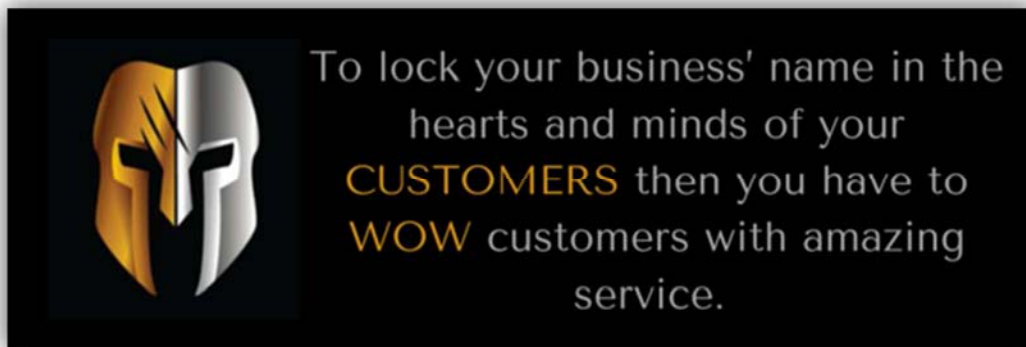 To lock your business’ name in the
hearts and minds of your
CUSTOMERS then you have to
WOW customers with amazing
service.